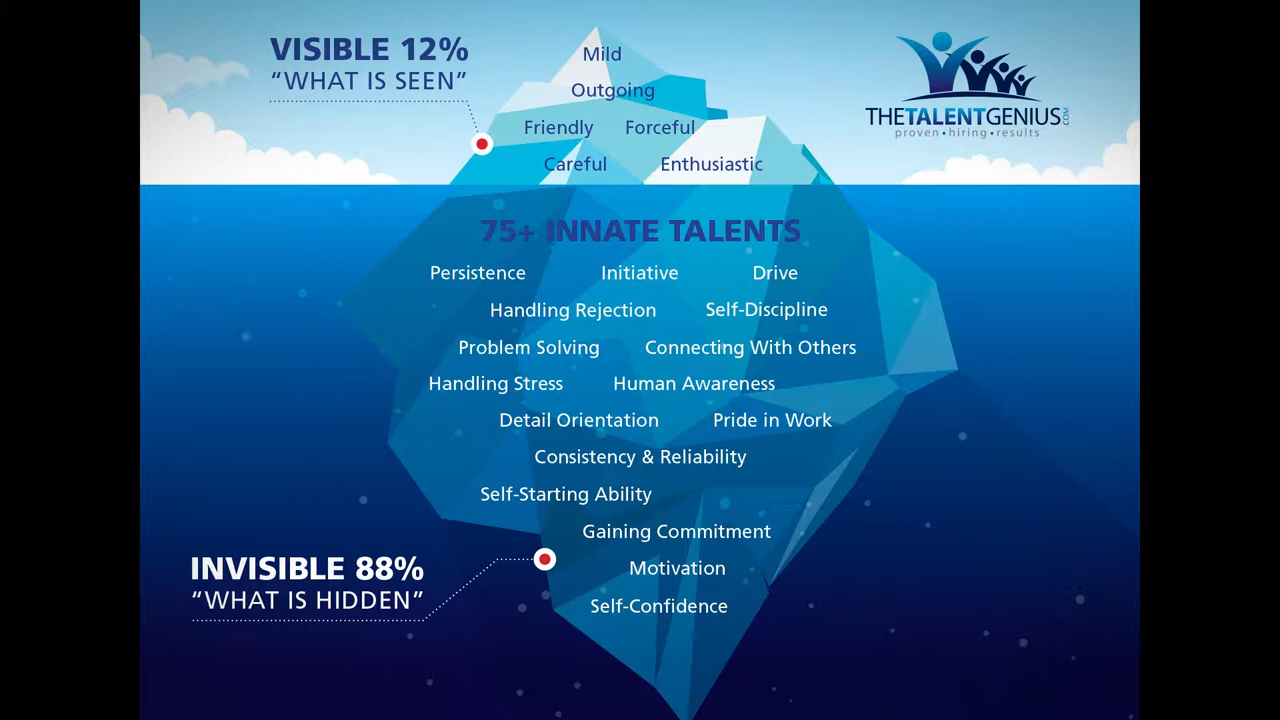 VISIBLE 12%
“WHAT IS SEEN”
Mild
Outgoing
Friendly Forceful
Careful Enthusiastic
THETALENTGENIUS.COM
proven•hiring•results
75+ INNATE TALENTS
Persistence Initiative Drive
Handling Rejection Self-Discipline
Problem Solving Connecting With Others
Handling Stress Human Awareness
Detail Orientation Pride in Work
Consistency & Reliability
Self-Starting Ability
Gaining Commitment
Motivation
Self-Confidence
INVISIBLE 88%
“WHAT IS HIDDEN”